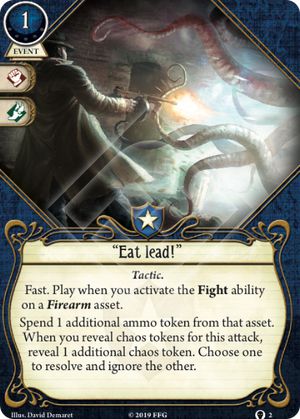 1
EVENT
“Eat lead!”
Tactic.
Fast. Play when you activate the Fight ability
on a Firearm asset.
Spend 1 additional ammo token from that asset.
When you reveal chaos tokens for this attack,
reveal 1 additional chaos token. Choose one
to resolve and ignore the other.
Illus. David Demaret
© 2019 FFG
2